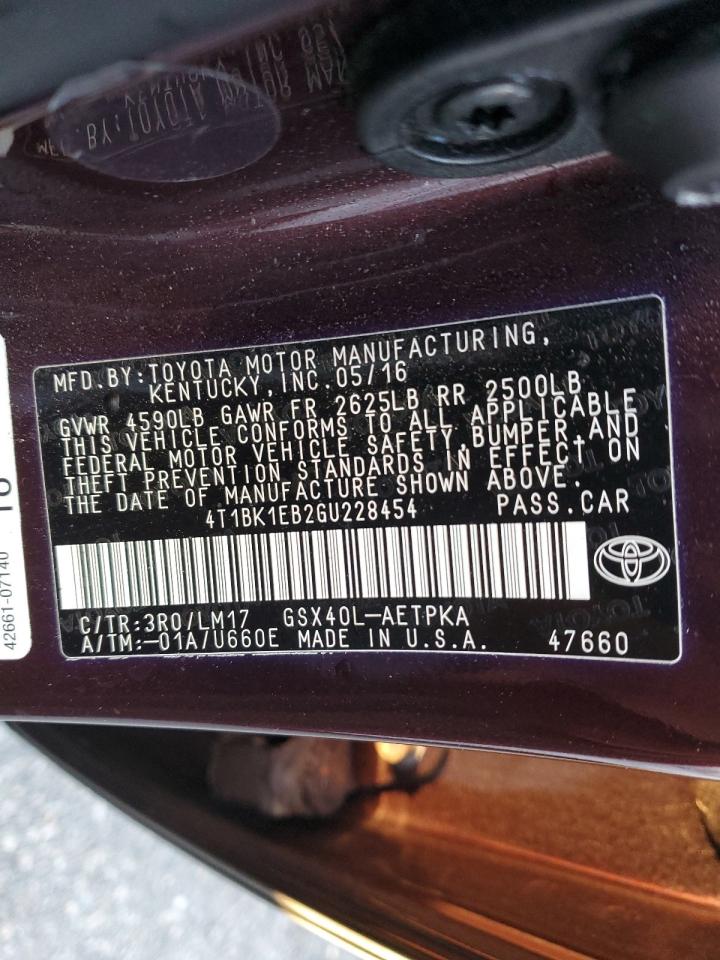 MFD.BY:TOYOTA MOTOR MANUFACTURING,
KENTUCKY,INC.05/16
GVWR 4590LB GAWR FR 2625LB RR 2500LB
THIS VEHICLE CONFORMS TO ALL APPLICABLE
FEDERAL MOTOR VEHICLE SAFETY,BUMPER,AND
THEFT PREVENTION STANDARDS IN EFFECT ON
THE DATE OF MANUFACTURE SHOWN ABOVE.
4T1BK1EB2GU228454 PASS.CAR
C/TR:3R0/LM17 GSX40L-AETPKA
A/TM:-01A/U660E MADE IN U.S.A. 47660
42661-07140